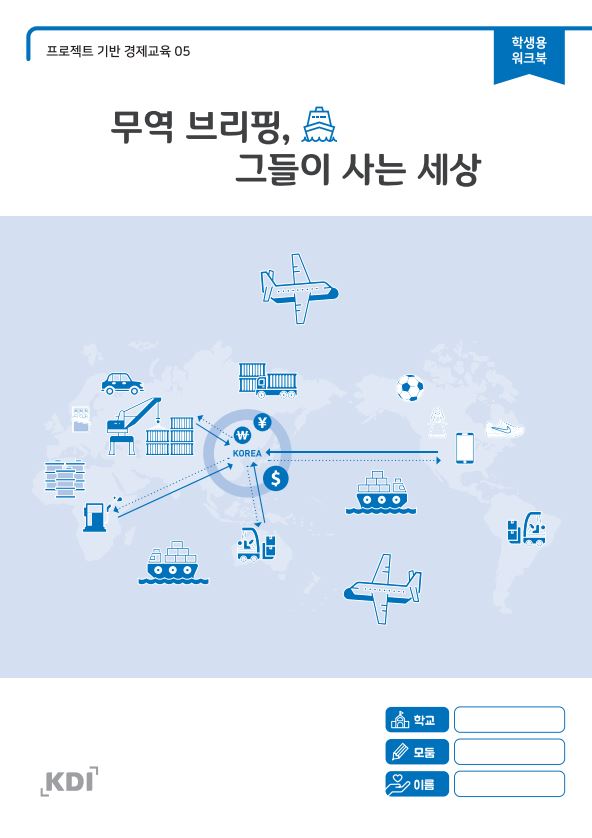 프로젝트 기반 경제교육 05
학생용
워크북
무역 브리핑,
그들이 사는 세상
¥
₩
KOREA
$
학교
모둠
이름
KDI